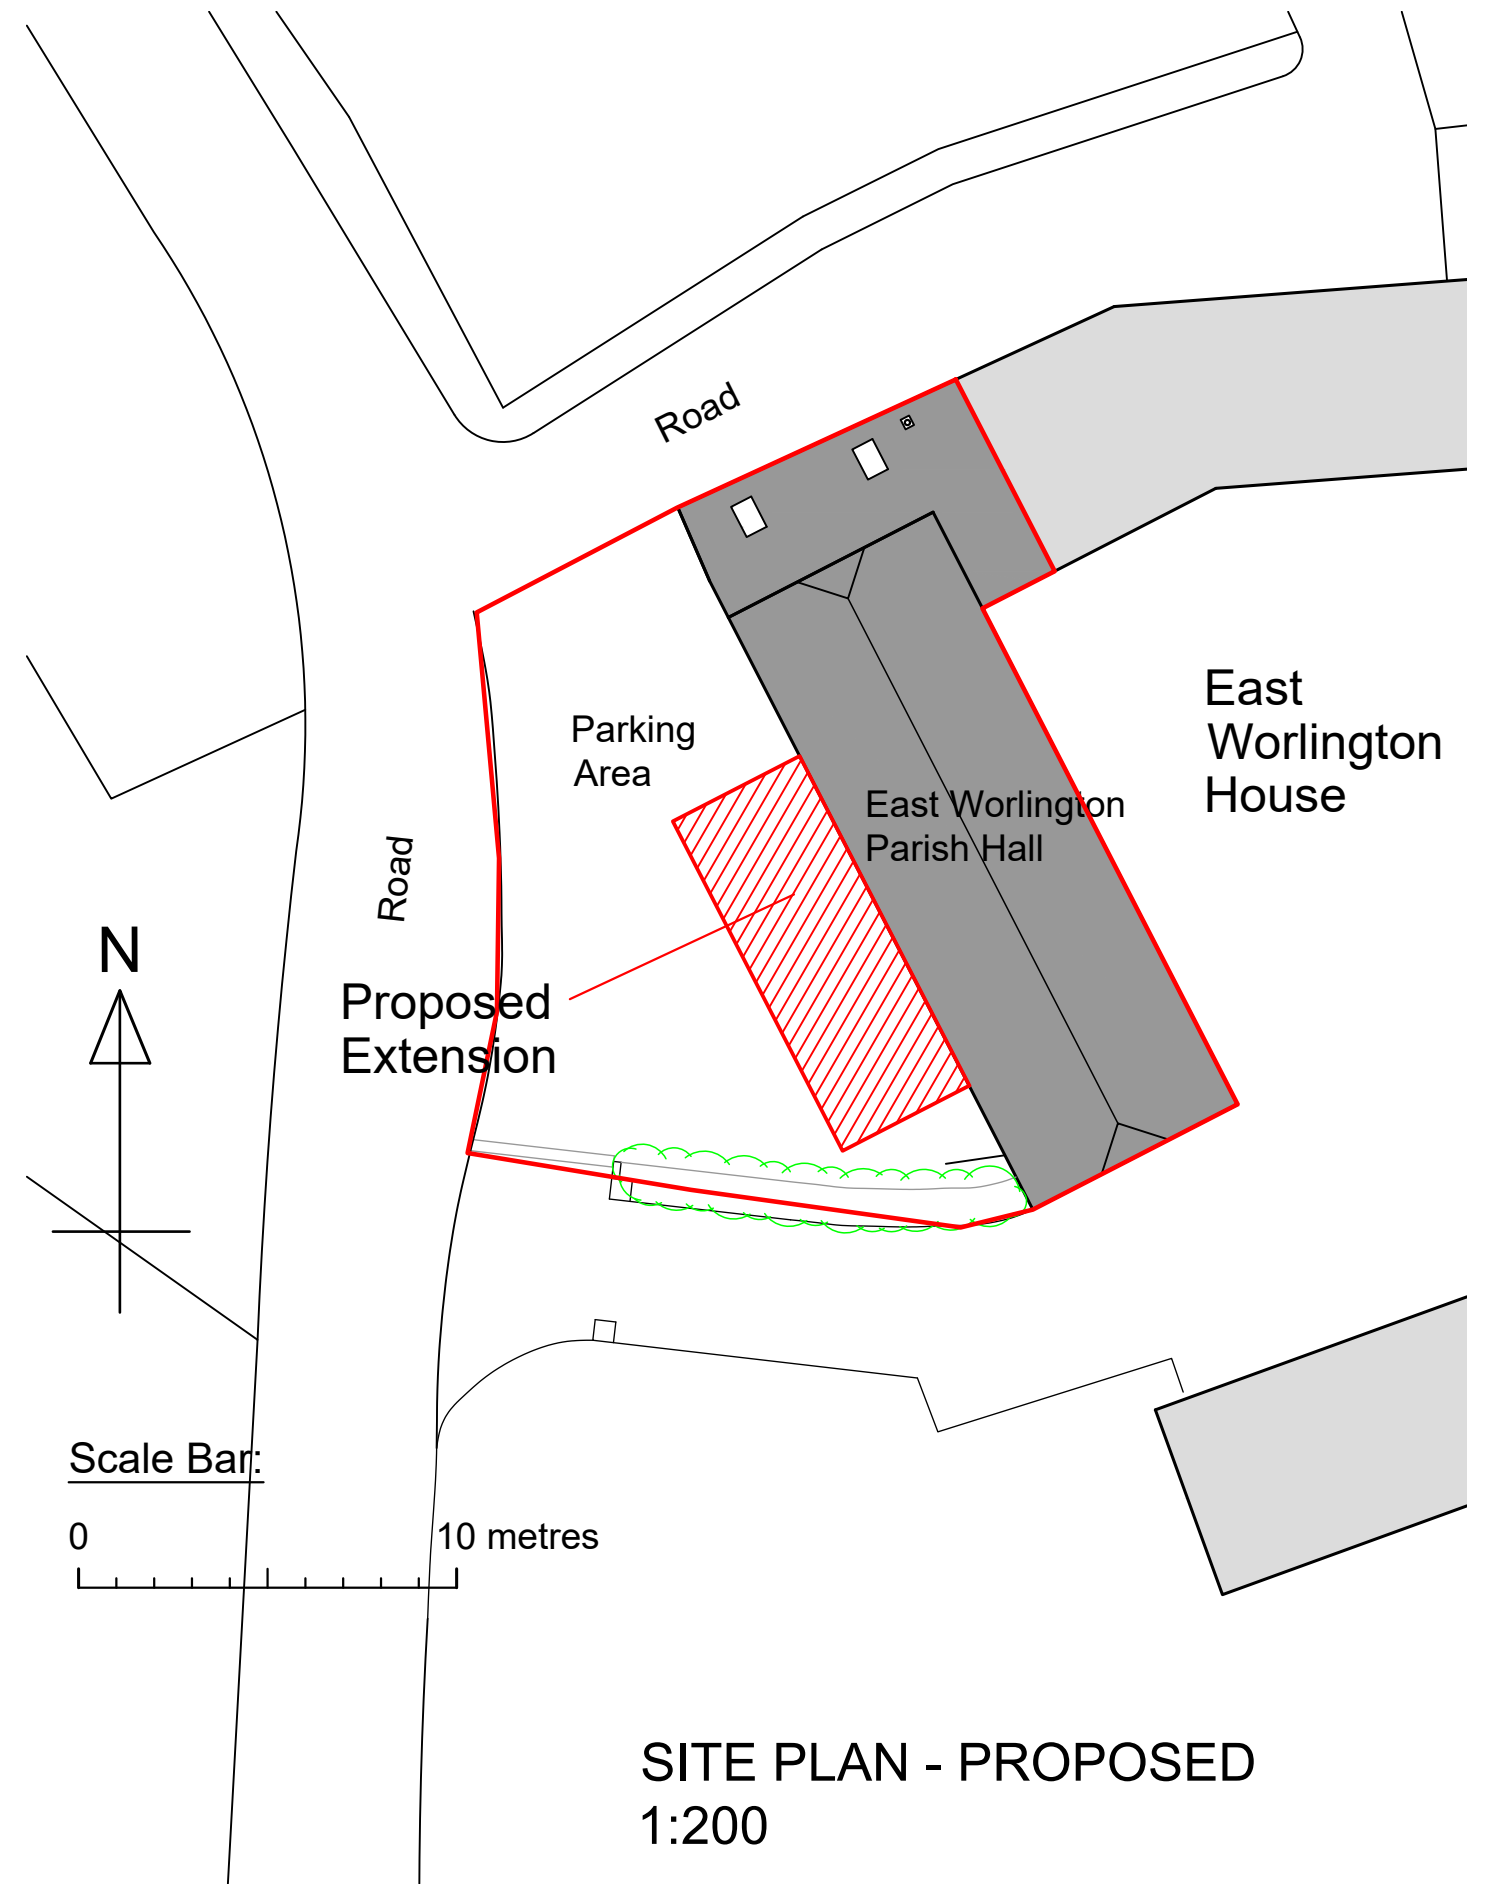 Road
East
Worlington
House
Parking
Area
East Worlington
Parish Hall
Road
N
Proposed
Extension
Scale Bar:
0
10 metres
SITE PLAN - PROPOSED
1:200